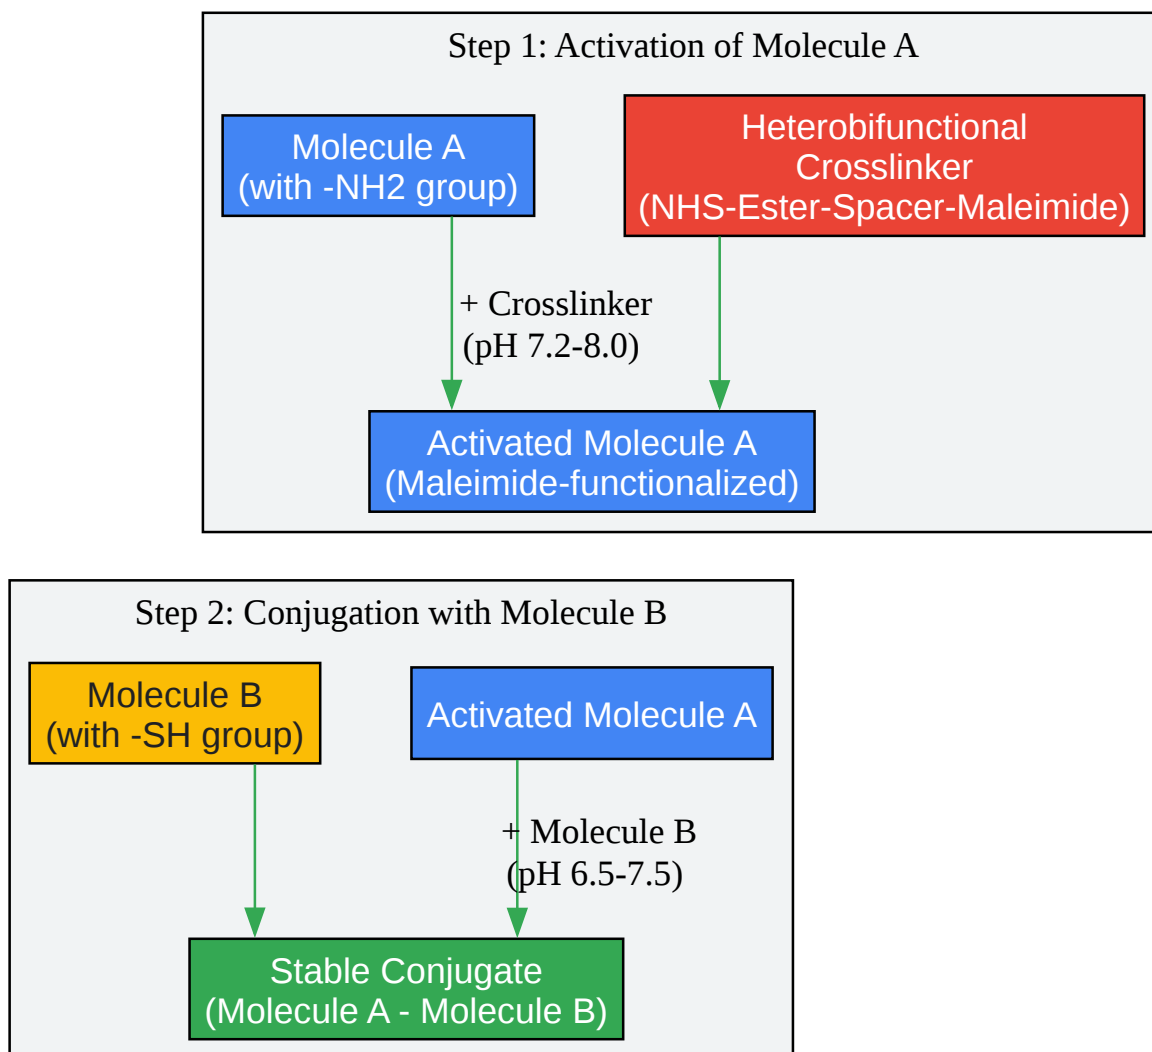 Step 1: Activation of Molecule A
Molecule A
(with -NH2 group)
Heterobifunctional
Crosslinker
(NHS-Ester-Spacer-Maleimide)
+ Crosslinker
(pH 7.2-8.0)
Activated Molecule A
(Maleimide-functionalized)
Step 2: Conjugation with Molecule B
Molecule B
(with -SH group)
Activated Molecule A
+ Molecule B
(pH 6.5-7.5)
Stable Conjugate
(Molecule A - Molecule B)